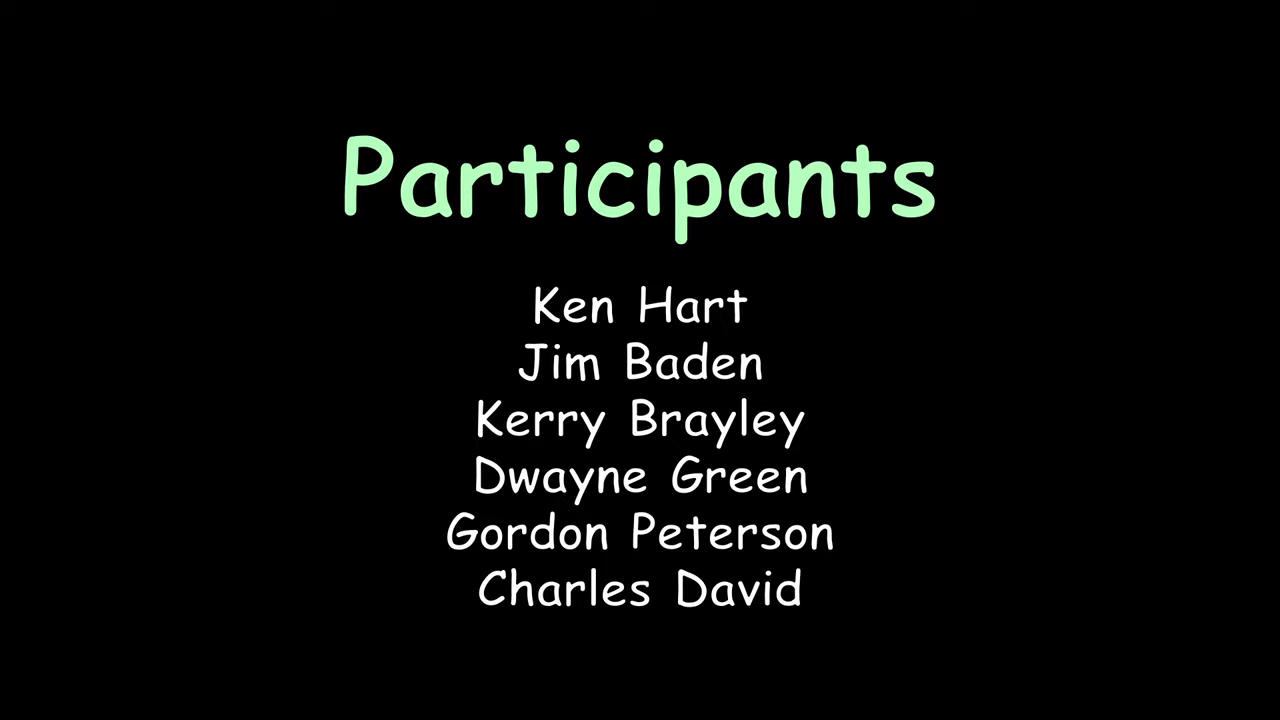 Participants
Ken Hart
Jim Baden
Kerry Brayley
Dwayne Green
Gordon Peterson
Charles David